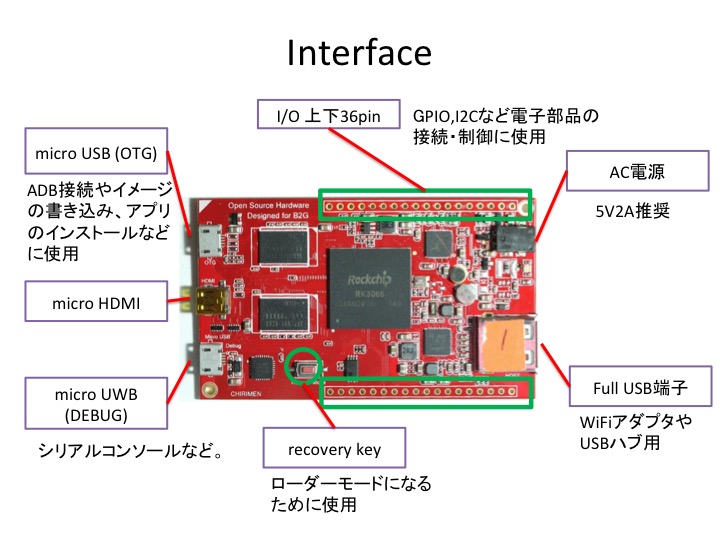 Interface
I/O 上下36pin
GPIO,I2Cなど電子部品の
接続・制御に使用
micro USB (OTG)
ADB接続やイメージ
の書き込み、アプリ
のインストールなど
に使用
AC電源
5V2A推奨
Open Source Hardware
Designed for B2G
OTG
HDMI
micro HDMI
Rockchip
RK3066
Micro USB
Debug
micro UWB
(DEBUG)
シリアルコンソールなど。
CHIRIMEN
recovery key
ローダーモードになる
ために使用
Full USB端子
WiFiアダプタや
USBハブ用